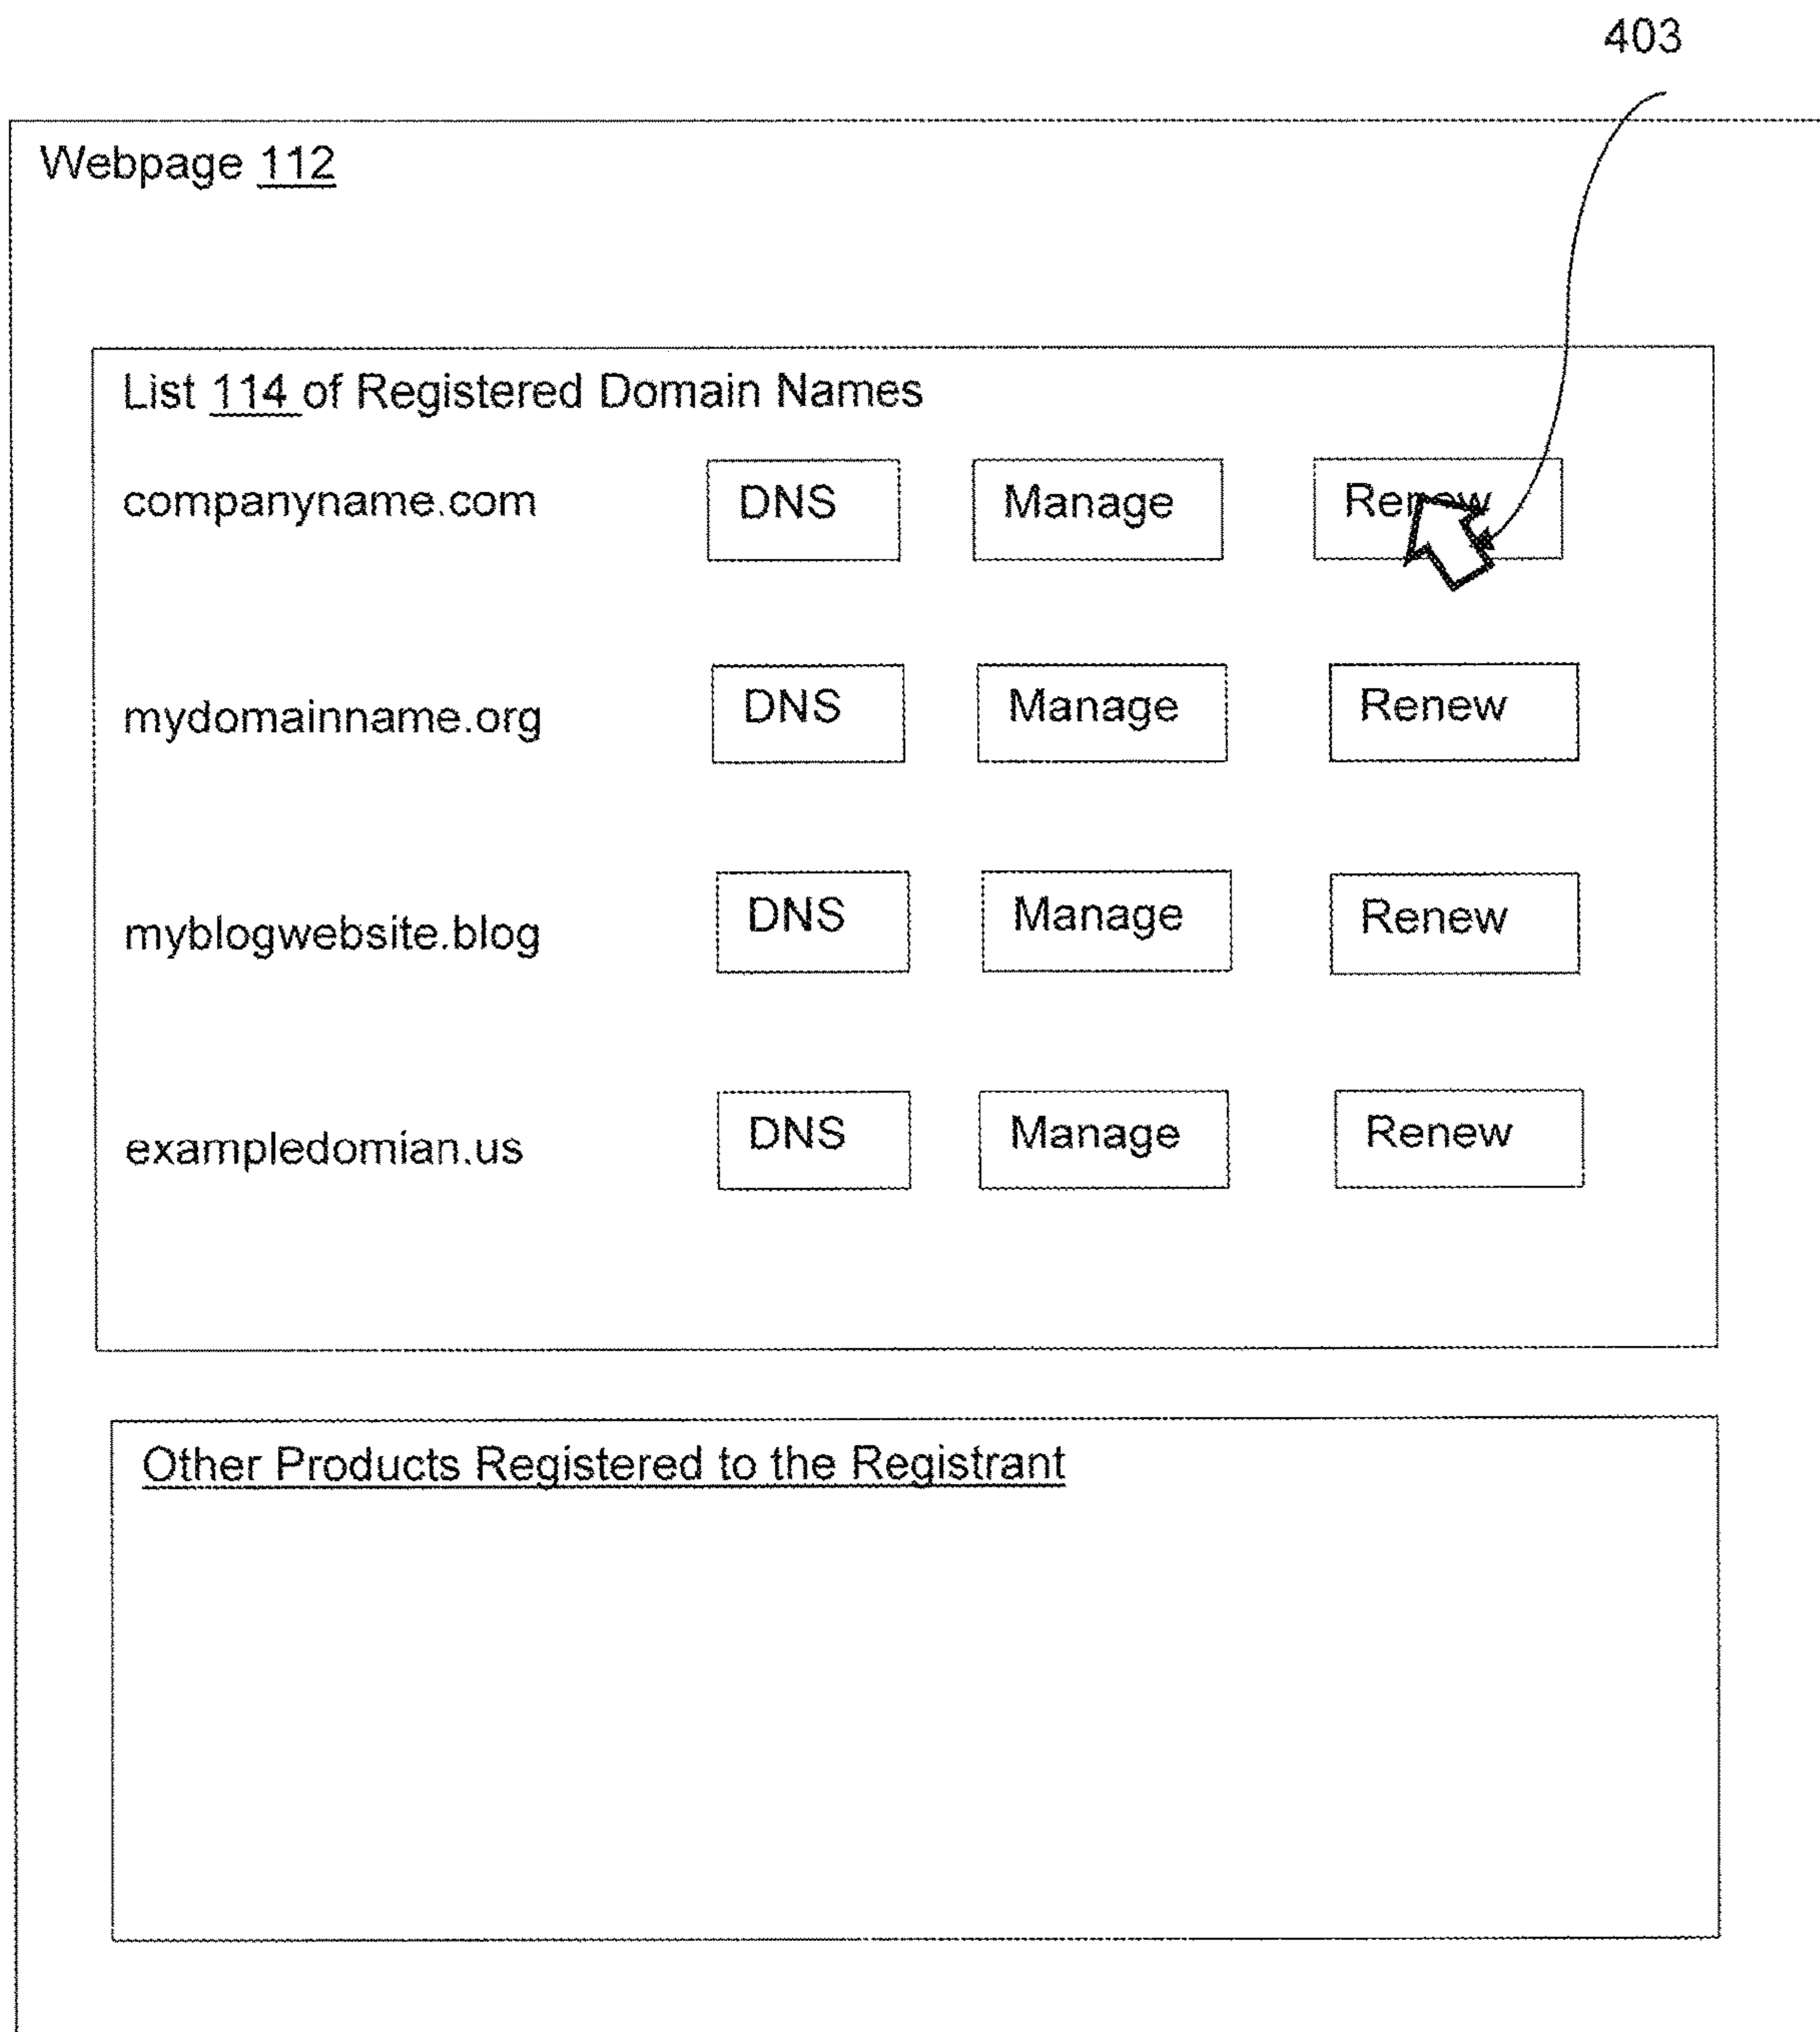 403
Webpage 112
List 114 of Registered Domain Names
companyname.com DNS Manage Renew
mydomainname.org DNS Manage Renew
myblogwebsite.blog DNS Manage Renew
exampledomian.us DNS Manage Renew
Other Products Registered to the Registrant